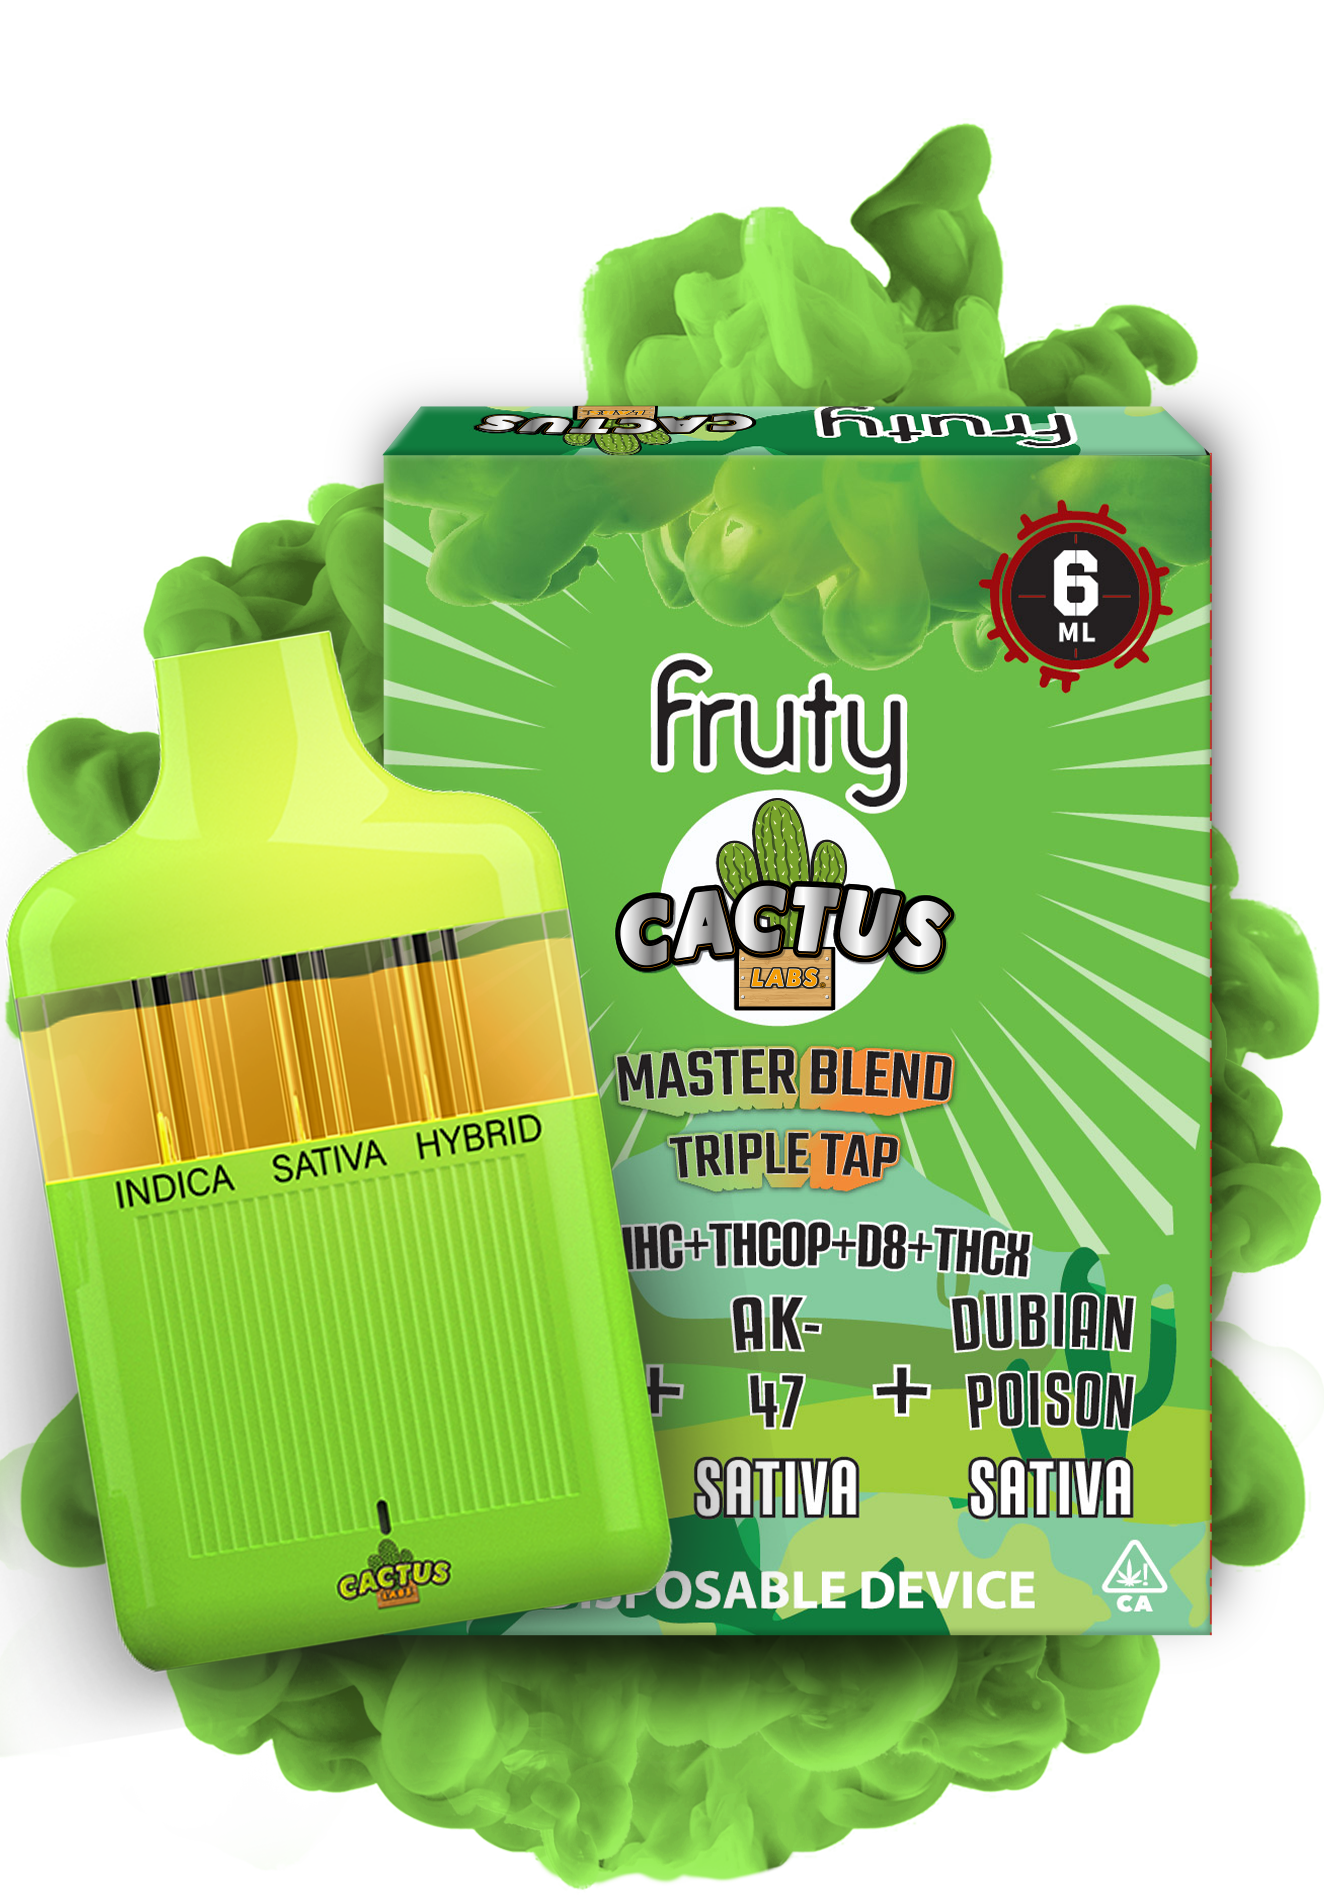 CACTUS
fruty
6
ML
fruty
CACTUS
LABS
MASTER BLEND
TRIPLE TAP
HC+THCOP+D8+THCX
INDICA SATIVA HYBRID
AK-
47
+
+
DUBIAN
POISON
SATIVA
SATIVA
DISPOSABLE DEVICE
CA
CACTUS
LABS